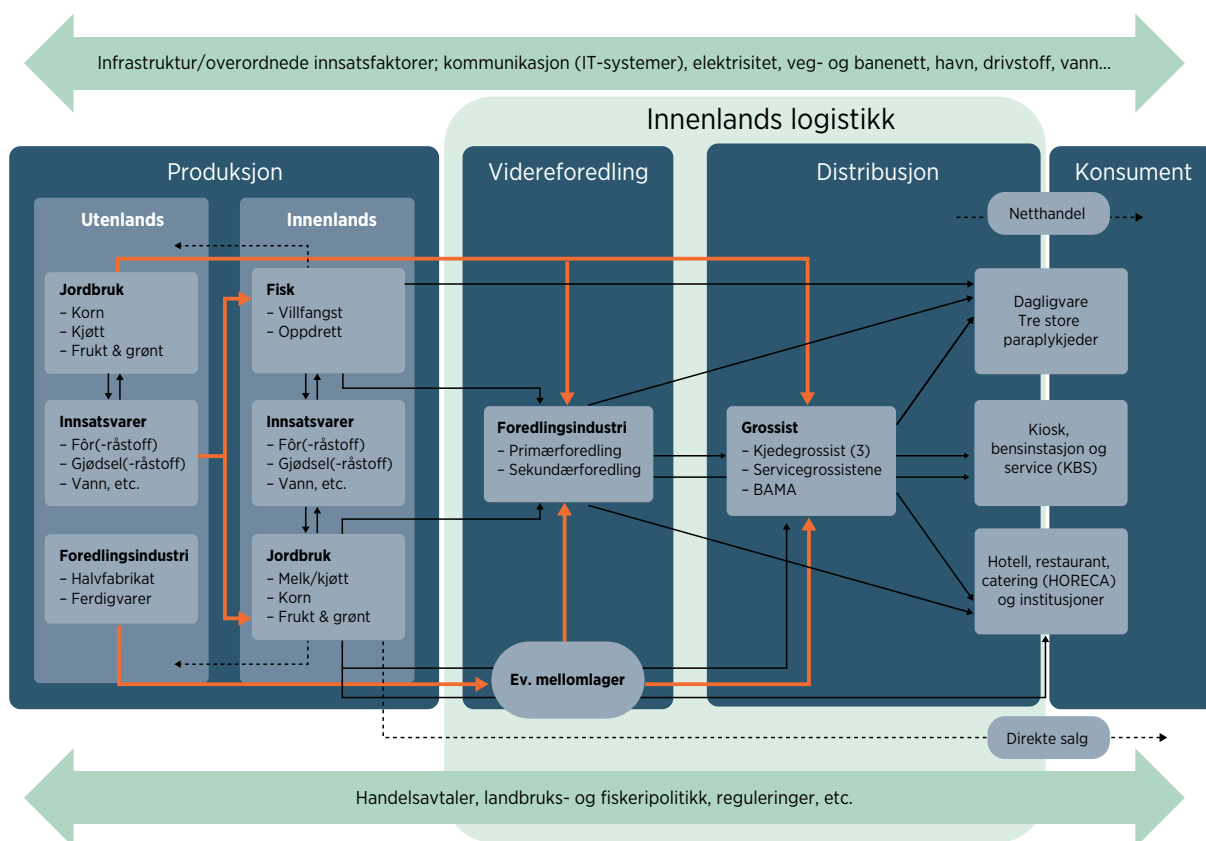 Infrastruktur/overordnede innsatsfaktorer; kommunikasjon (IT-systemer), elektrisitet, veg- og banenett, havn, drivstoff, vann...
Innenlands logistikk
Produksjon
Utenlands
Jordbruk
– Korn
– Kjøtt
– Frukt & grønt
Innsatsvarer
– Fôr(-råstoff)
– Gjødsel(-råstoff)
– Vann, etc.
Foredlingsindustri
– Halvfabrikat
– Ferdigvarer
Innenlands
Fisk
– Villfangst
– Oppdrett
Innsatsvarer
– Fôr(-råstoff)
– Gjødsel(-råstoff)
– Vann, etc.
Jordbruk
– Melk/kjøtt
– Korn
– Frukt & grønt
Videreforedling
Foredlingsindustri
– Primærforedling
– Sekundærforedling
Ev. mellomlager
Distribusjon
Grossist
– Kjedegrossist (3)
– Servicegrossistene
– BAMA
Konsument
Netthandel
Dagligvare
Tre store
paraplykjeder
Kiosk,
bensinstasjon og
service (KBS)
Hotell, restaurant,
catering (HORECA)
og institusjoner
Direkte salg
Handelsavtaler, landbruks- og fiskeripolitikk, reguleringer, etc.